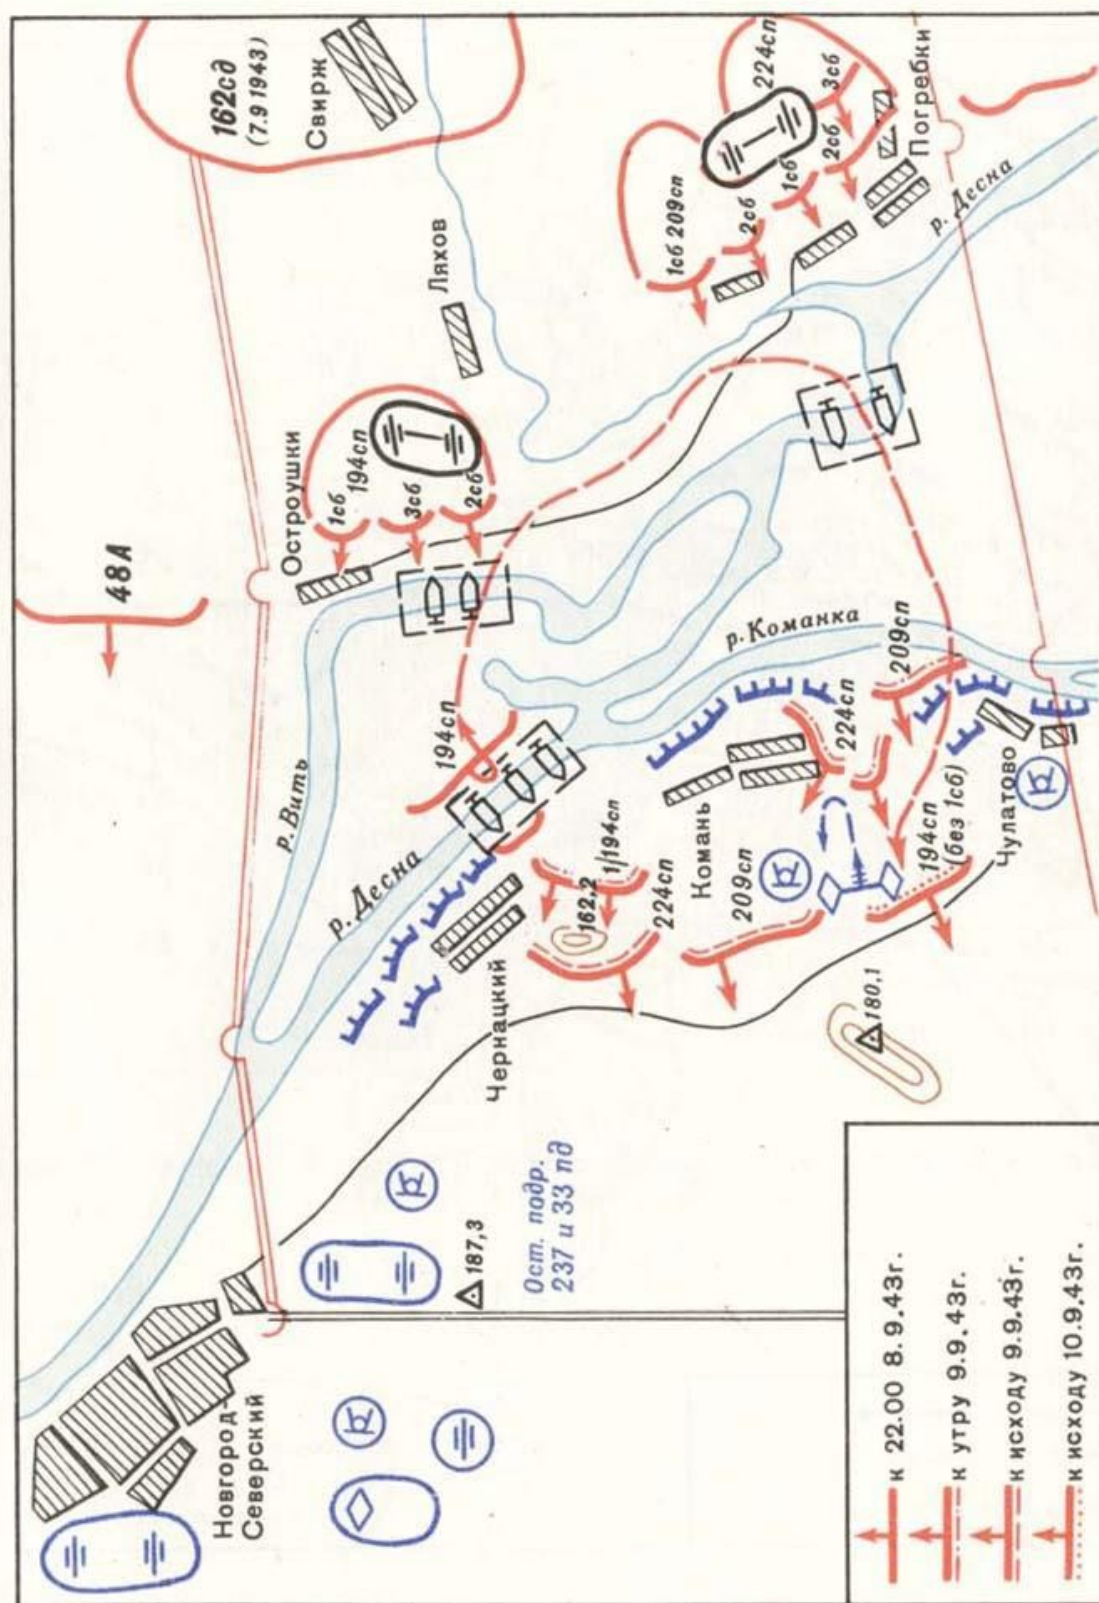 162сд
(7.9 1943)
Свирж
48А
Остроушки
1сб
194сп
3сб
2сб
Ляхов
224сп
3сб
2сб
1сб
1сб 209сп
2сб
Погребки
р. Десна
р. Вить
194сп
р. Десна
р. Команка
209сп
224сп
Чулатово
194сп
(без 1сб)
Комань
209сп
1/194сп
162,2
224сп
Чернацкий
180,1
187,3
Ост. подр.
237 и 33 пд
Новгород-
Северский
к 22.00 8.9.43г.
к утру 9.9.43г.
к исходу 9.9.43г.
к исходу 10.9.43г.